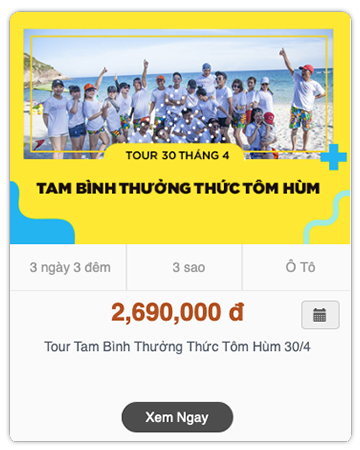 TOUR 30 THÁNG 4
TAM BÌNH THƯỞNG THỨC TÔM HÙM
3 ngày 3 đêm
3 sao
Ô Tô
2,690,000 đ
Tour Tam Bình Thưởng Thức Tôm Hùm 30/4
Xem Ngay